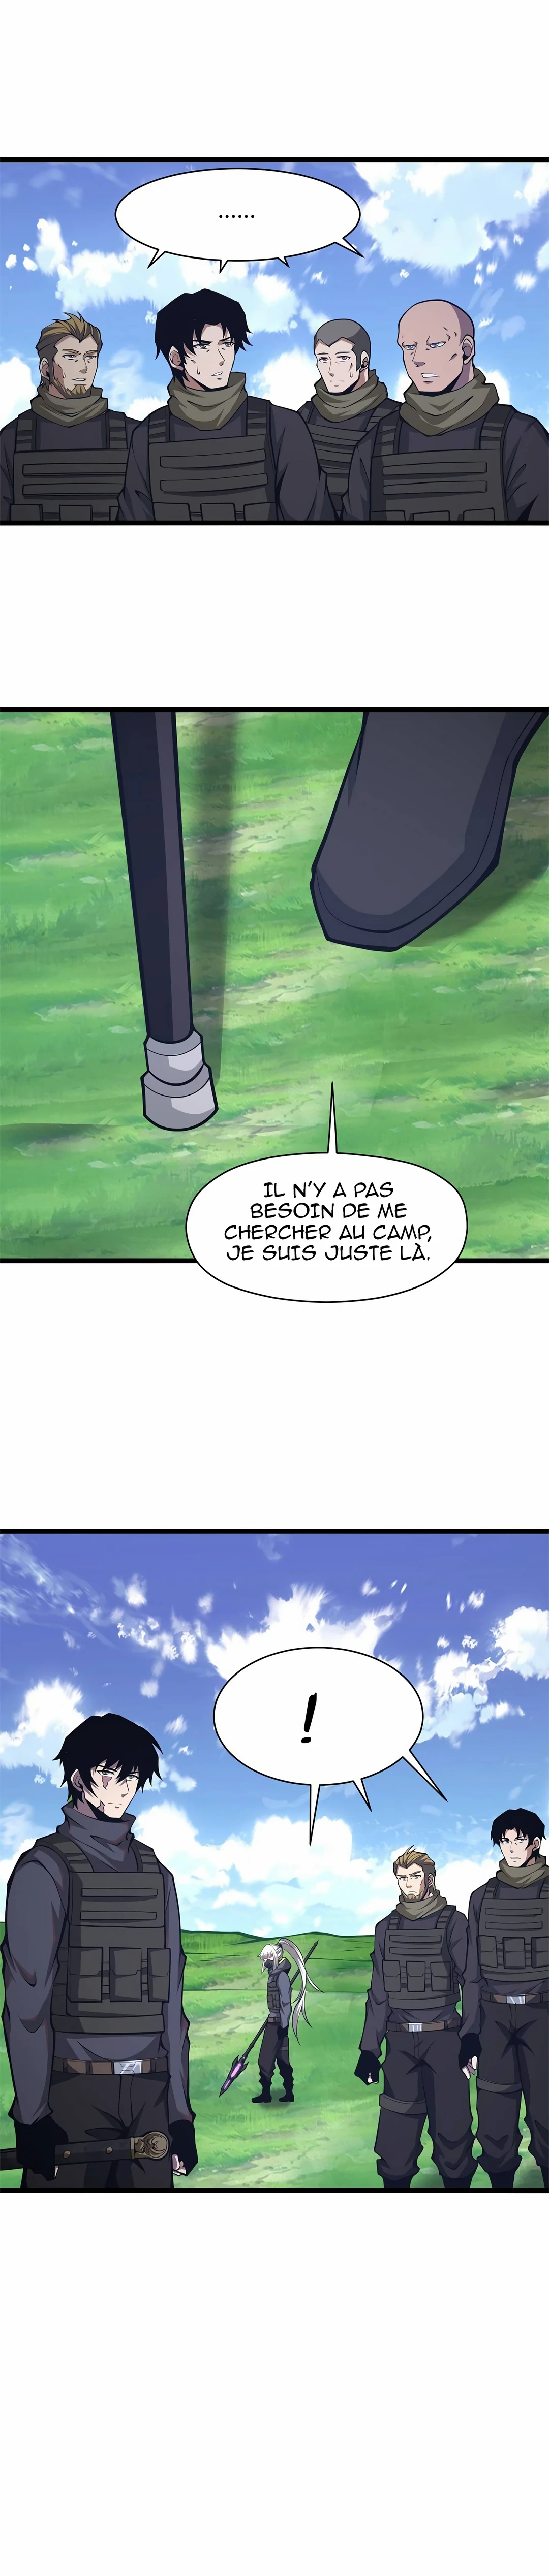 ......
IL N'Y A PAS
BESOIN DE ME
CHERCHER AU CAMP,
JE SUIS JUSTE LÀ.
!